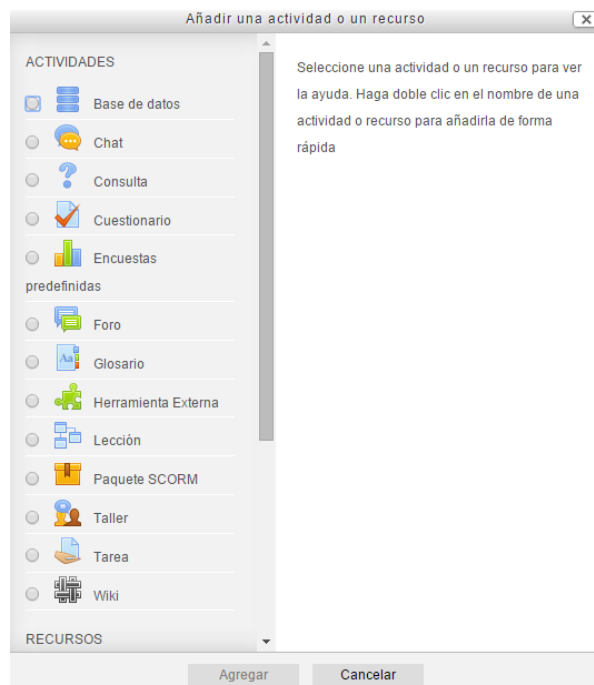 Añadir una actividad o un recurso
ACTIVIDADES
Base de datos
Chat
Consulta
Cuestionario
Encuestas
predefinidas
Foro
Aa
Glosario
Herramienta Externa
Lección
Paquete SCORM
Taller
Tarea
Wiki
RECURSOS
Seleccione una actividad o un recurso para ver
la ayuda. Haga doble clic en el nombre de una
actividad o recurso para añadirla de forma
rápida
Agregar
Cancelar